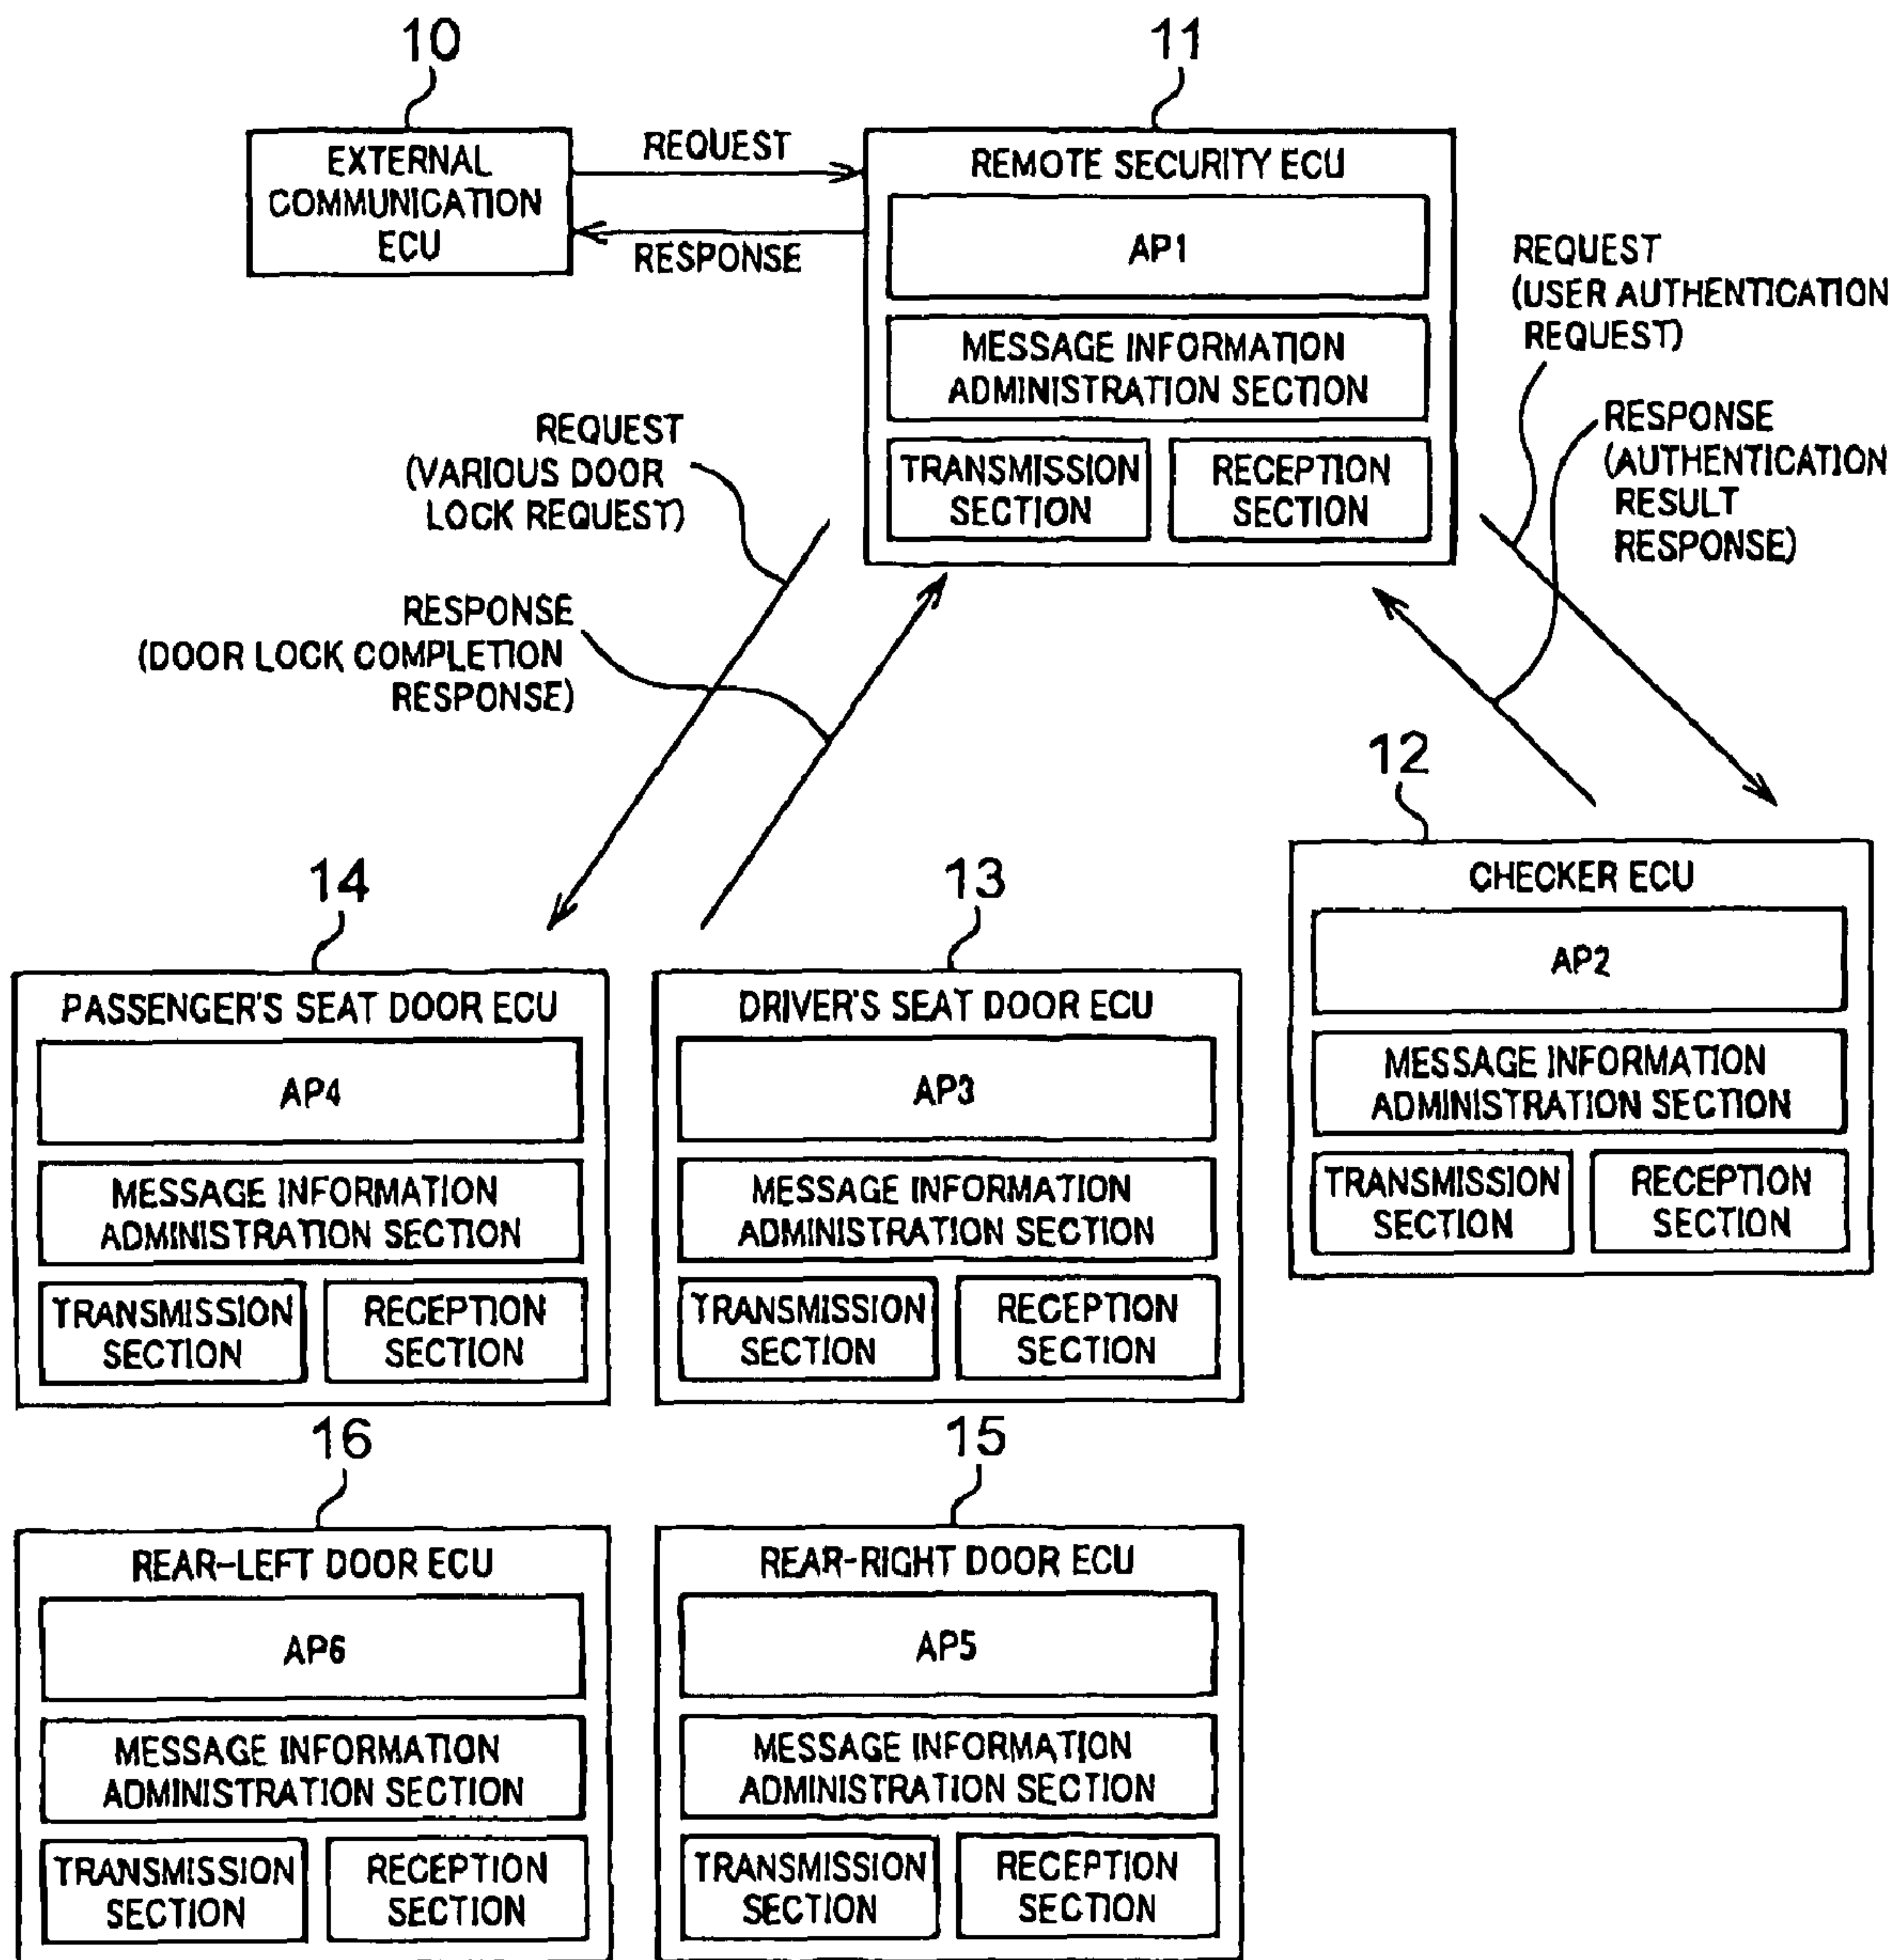 10
11
EXTERNAL
COMMUNICATION
ECU
REQUEST
RESPONSE
REMOTE SECURITY ECU
AP1
MESSAGE INFORMATION
ADMINISTRATION SECTION
TRANSMISSION
SECTION
RECEPTION
SECTION
REQUEST
(USER AUTHENTICATION
REQUEST)
RESPONSE
(AUTHENTICATION
RESULT
RESPONSE)
REQUEST
(VARIOUS DOOR
LOCK REQUEST)
RESPONSE
(DOOR LOCK COMPLETION
RESPONSE)
12
CHECKER ECU
AP2
MESSAGE INFORMATION
ADMINISTRATION SECTION
TRANSMISSION
SECTION
RECEPTION
SECTION
14
PASSENGER'S SEAT DOOR ECU
AP4
MESSAGE INFORMATION
ADMINISTRATION SECTION
TRANSMISSION
SECTION
RECEPTION
SECTION
13
DRIVER'S SEAT DOOR ECU
AP3
MESSAGE INFORMATION
ADMINISTRATION SECTION
TRANSMISSION
SECTION
RECEPTION
SECTION
16
REAR-LEFT DOOR ECU
AP6
MESSAGE INFORMATION
ADMINISTRATION SECTION
TRANSMISSION
SECTION
RECEPTION
SECTION
15
REAR-RIGHT DOOR ECU
AP5
MESSAGE INFORMATION
ADMINISTRATION SECTION
TRANSMISSION
SECTION
RECEPTION
SECTION